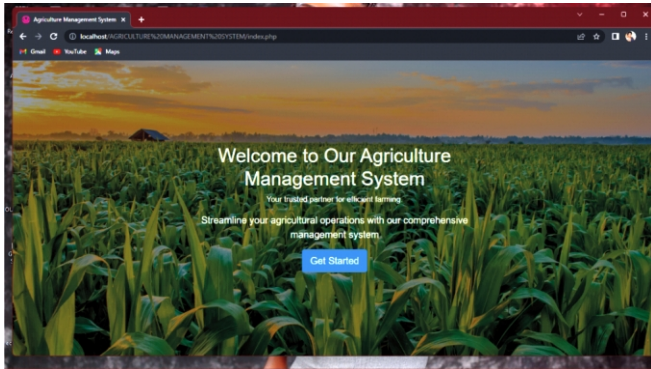 Agriculture Management System
localhost/AGRICULTURE%20MANAGEMENT%20SYSTEM/index.php
Gmail YouTube Maps
Welcome to Our Agriculture
Management System
Your trusted partner for efficient farming
Streamline your agricultural operations with our comprehensive
management system.
Get Started